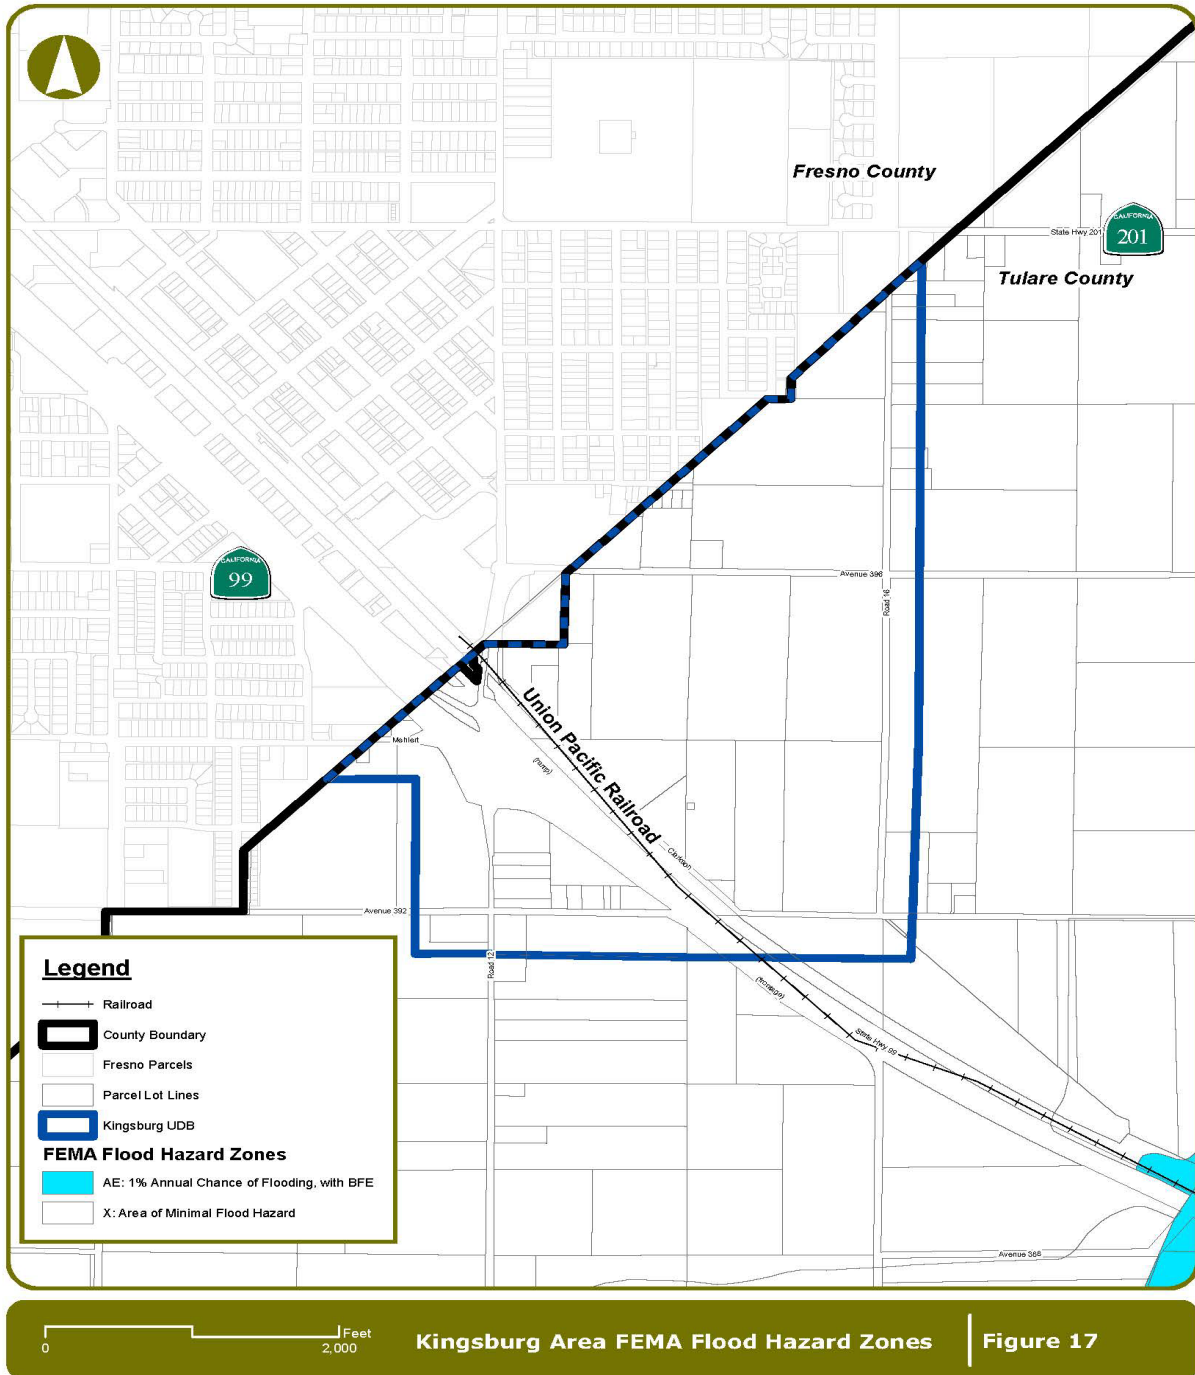 Fresno County
CALIFORNIA
201
State Hwy 201
Tulare County
CALIFORNIA
99
Avenue 396
Road 16
Union Pacific Railroad
Mehlert
(ramp)
Carlson
Avenue 392
Road 12
(frontage)
State Hwy 99
Avenue 388
Legend
Railroad
County Boundary
Fresno Parcels
Parcel Lot Lines
Kingsburg UDB
FEMA Flood Hazard Zones
AE: 1% Annual Chance of Flooding, with BFE
X: Area of Minimal Flood Hazard
Feet
0
2,000
Kingsburg Area FEMA Flood Hazard Zones
Figure 17